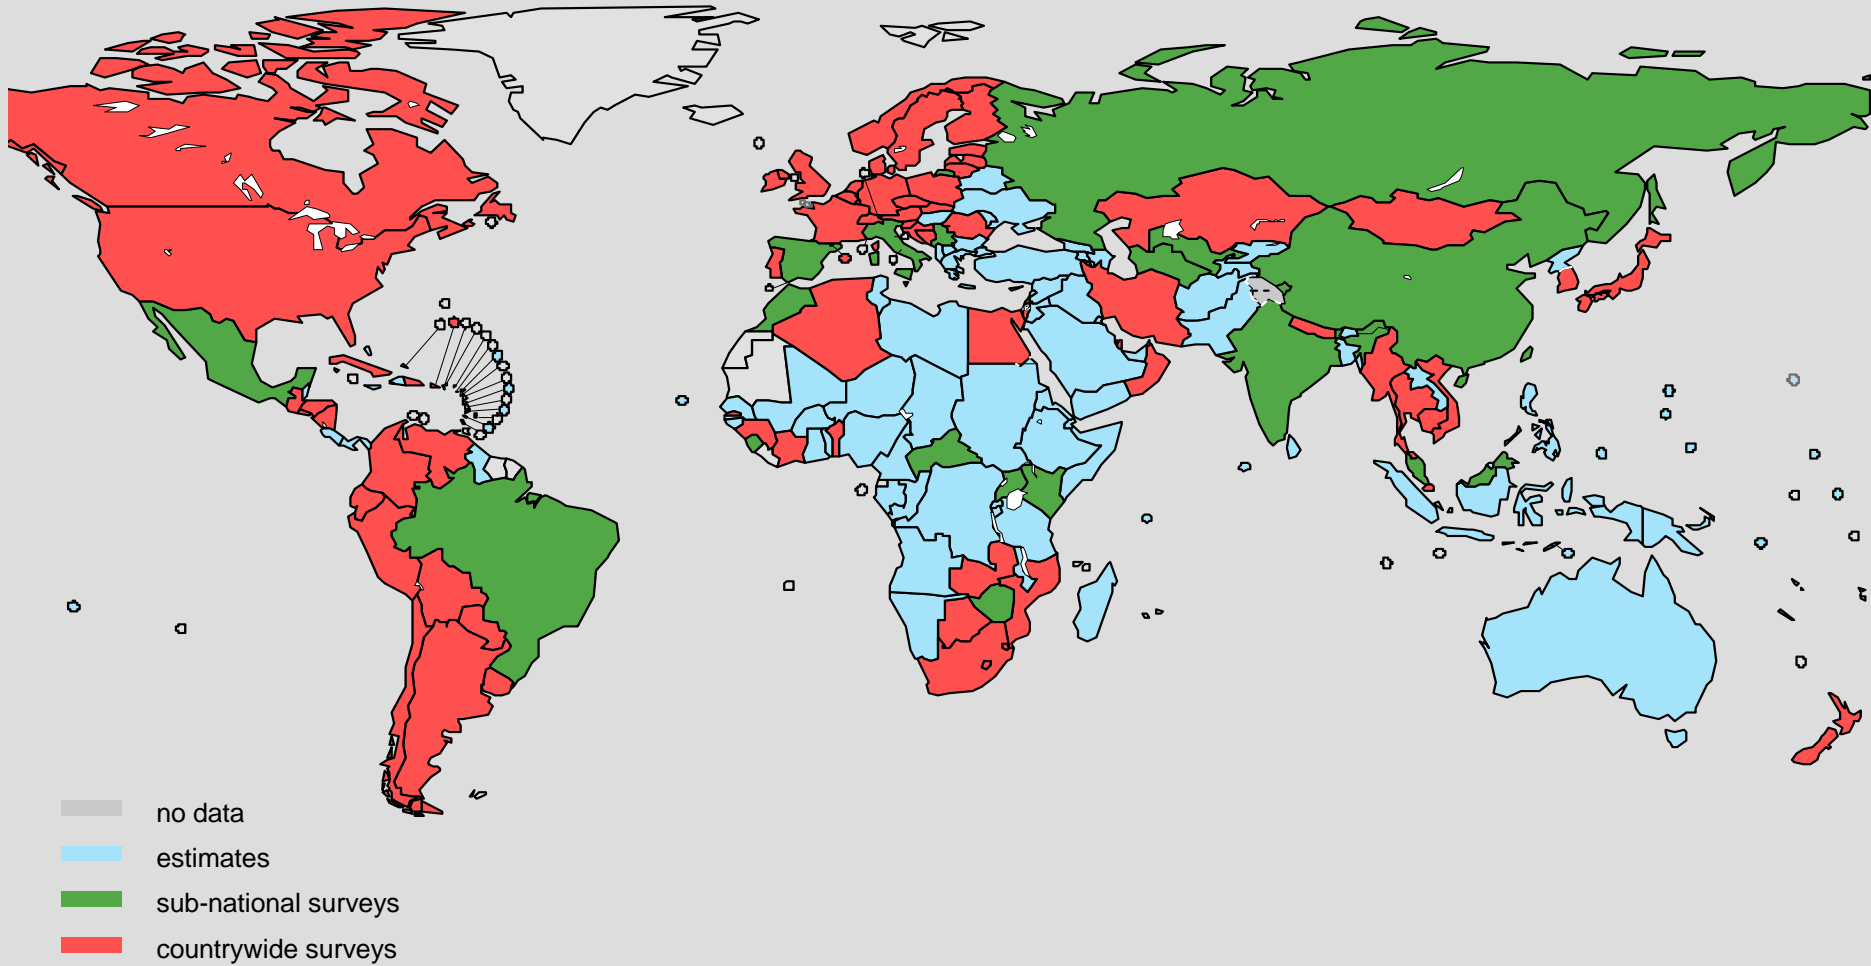 no data
estimates
sub-national surveys
countrywide surveys